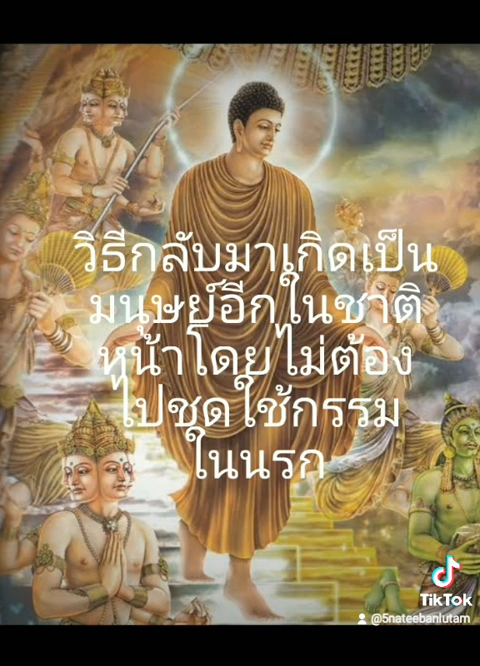 วิธีกลับมาเกิดเป็น
มนุษย์อีกในชาติ
หน้าโดยไม่ต้อง
ไปชดใช้กรรม
ในนรก
TikTok
@5nateebanlutam